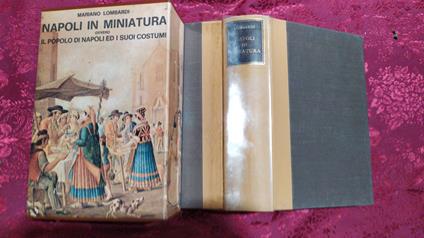 MARIANO LOMBARDI
NAPOLI IN MINIATURA
OVVERO
IL POPOLO DI NAPOLI ED I SUOI COSTUMI
LOMBARDI
NAPOLI
IN
MINIATURA